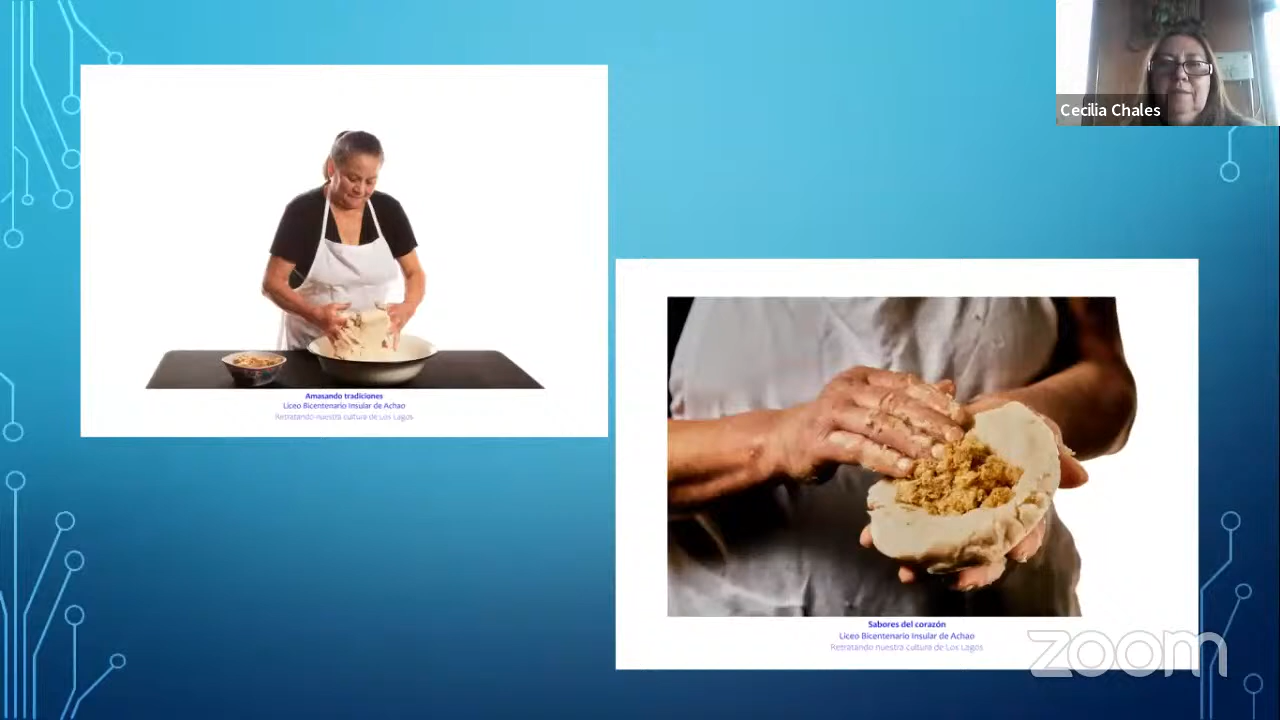 Cecilia Chales
Amasando tradiciones
Liceo Bicentenario Insular de Achao
Retratando nuestra cultura de Los Lagos
Sabores del corazón
Liceo Bicentenario Insular de Achao
Retratando nuestra cultura de Los Lagos
zoom